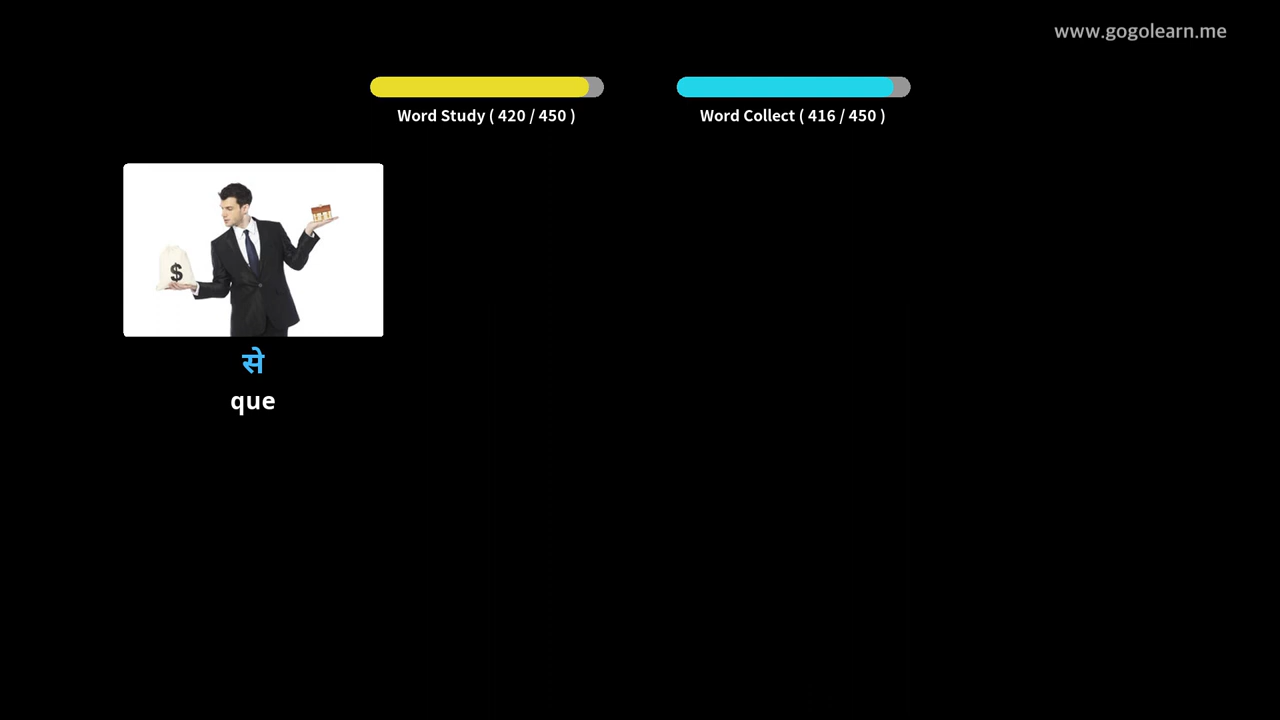 www.gogolearn.me
Word Study ( 420 / 450 )
Word Collect ( 416 / 450 )
$
से
que